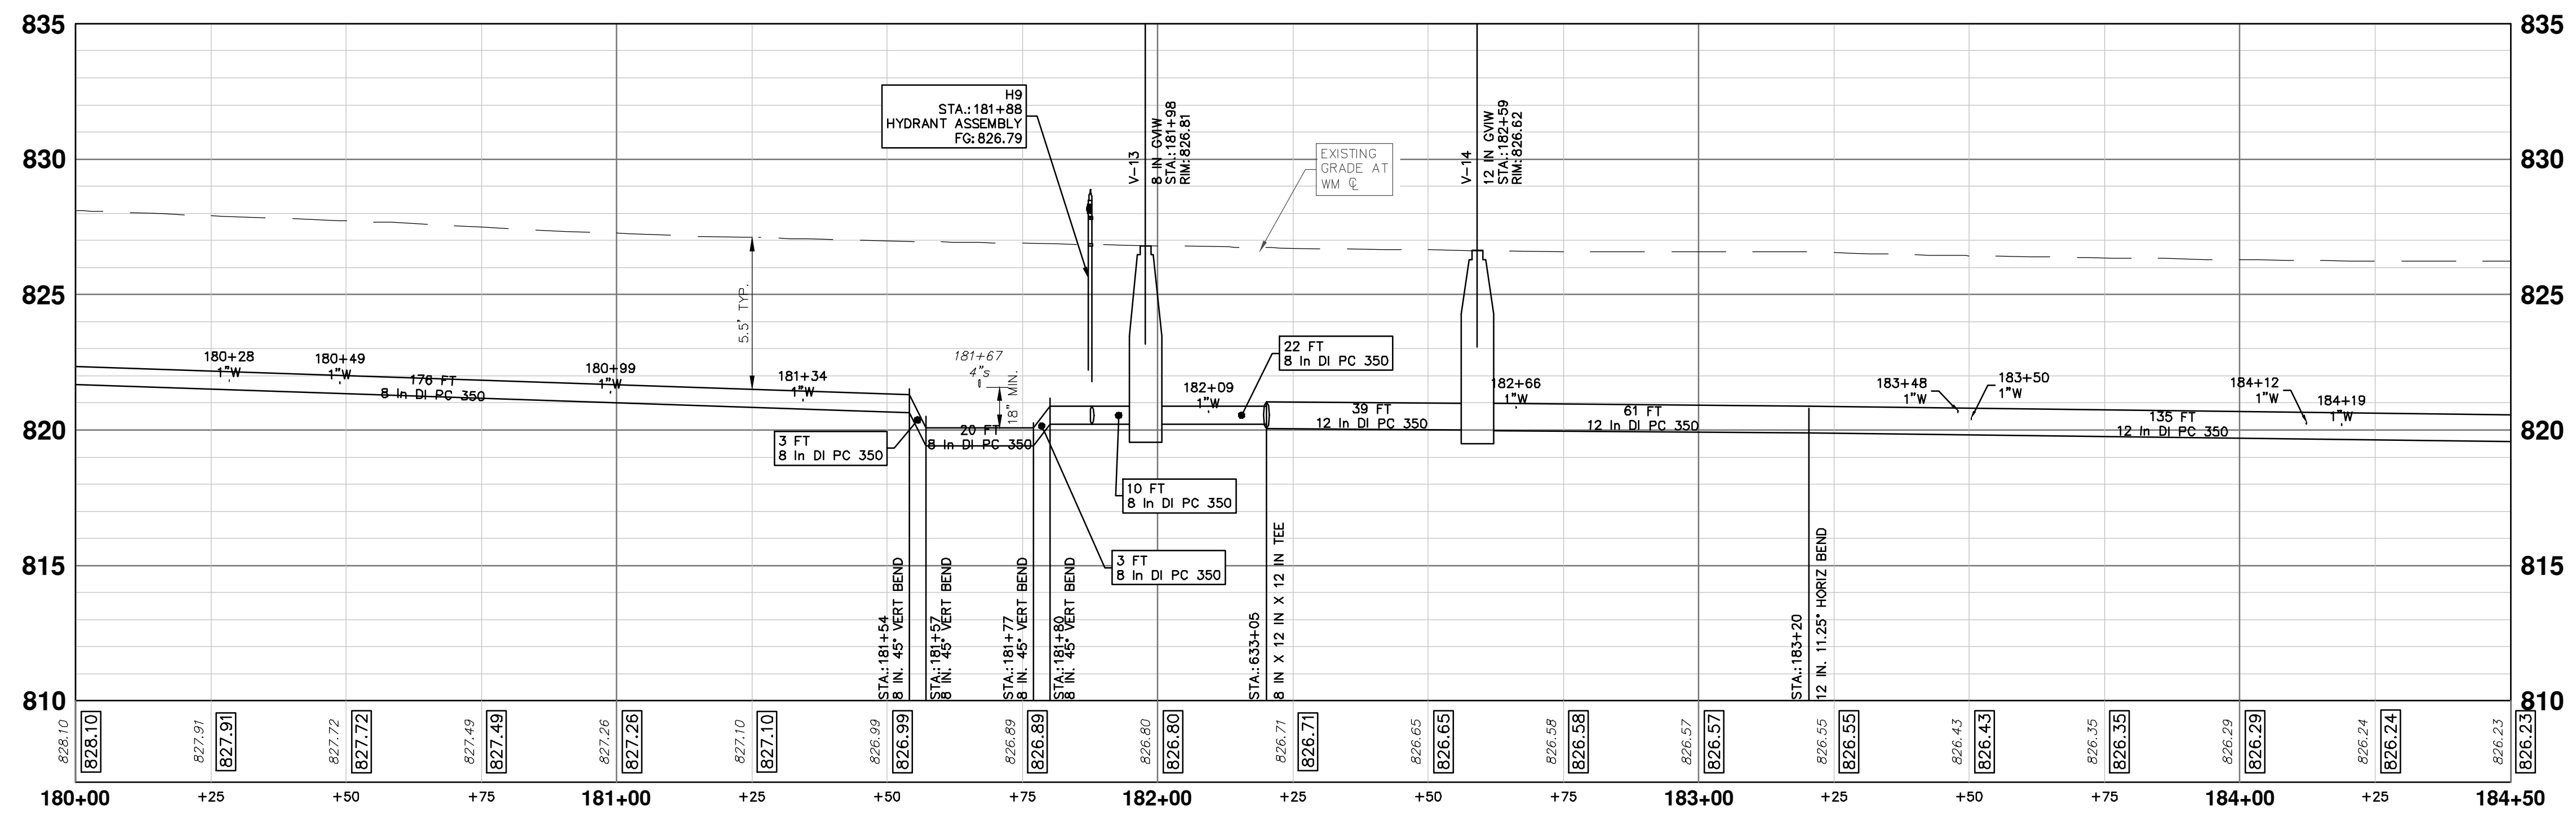 835
835
830
830
825
825
820
820
815
815
810
810
H9
STA.:181+88
HYDRANT ASSEMBLY
FG:826.79
V-13
8 IN GVIW
STA.:181+98
RIM:826.81
EXISTING
GRADE AT
WM ℄
V-14
12 IN GVIW
STA.:182+59
RIM:826.62
5.5' TYP.
180+28
1"W
180+49
1"W
176 FT
8 In DI PC 350
180+99
1"W
181+34
1"W
181+67
4"s
18" MIN.
3 FT
8 In DI PC 350
20 FT
8 In DI PC 350
182+09
1"W
22 FT
8 In DI PC 350
10 FT
8 In DI PC 350
3 FT
8 In DI PC 350
39 FT
12 In DI PC 350
182+66
1"W
61 FT
12 In DI PC 350
183+48
1"W
183+50
1"W
135 FT
12 In DI PC 350
184+12
1"W
184+19
1"W
STA.:181+54
8 IN. 45° VERT BEND
STA.:181+57
8 IN. 45° VERT BEND
STA.:181+77
8 IN. 45° VERT BEND
STA.:181+80
8 IN. 45° VERT BEND
STA.:633+05
8 IN X 12 IN X 12 IN TEE
STA.:183+20
12 IN. 11.25° HORIZ BEND
828.10
828.10
827.91
827.91
827.72
827.72
827.49
827.49
827.26
827.26
827.10
827.10
826.99
826.99
826.89
826.89
826.80
826.80
826.71
826.71
826.65
826.65
826.58
826.58
826.57
826.57
826.55
826.55
826.43
826.43
826.35
826.35
826.29
826.29
826.24
826.24
826.23
826.23
180+00 +25 +50 +75 181+00 +25 +50 +75 182+00 +25 +50 +75 183+00 +25 +50 +75 184+00 +25 184+50